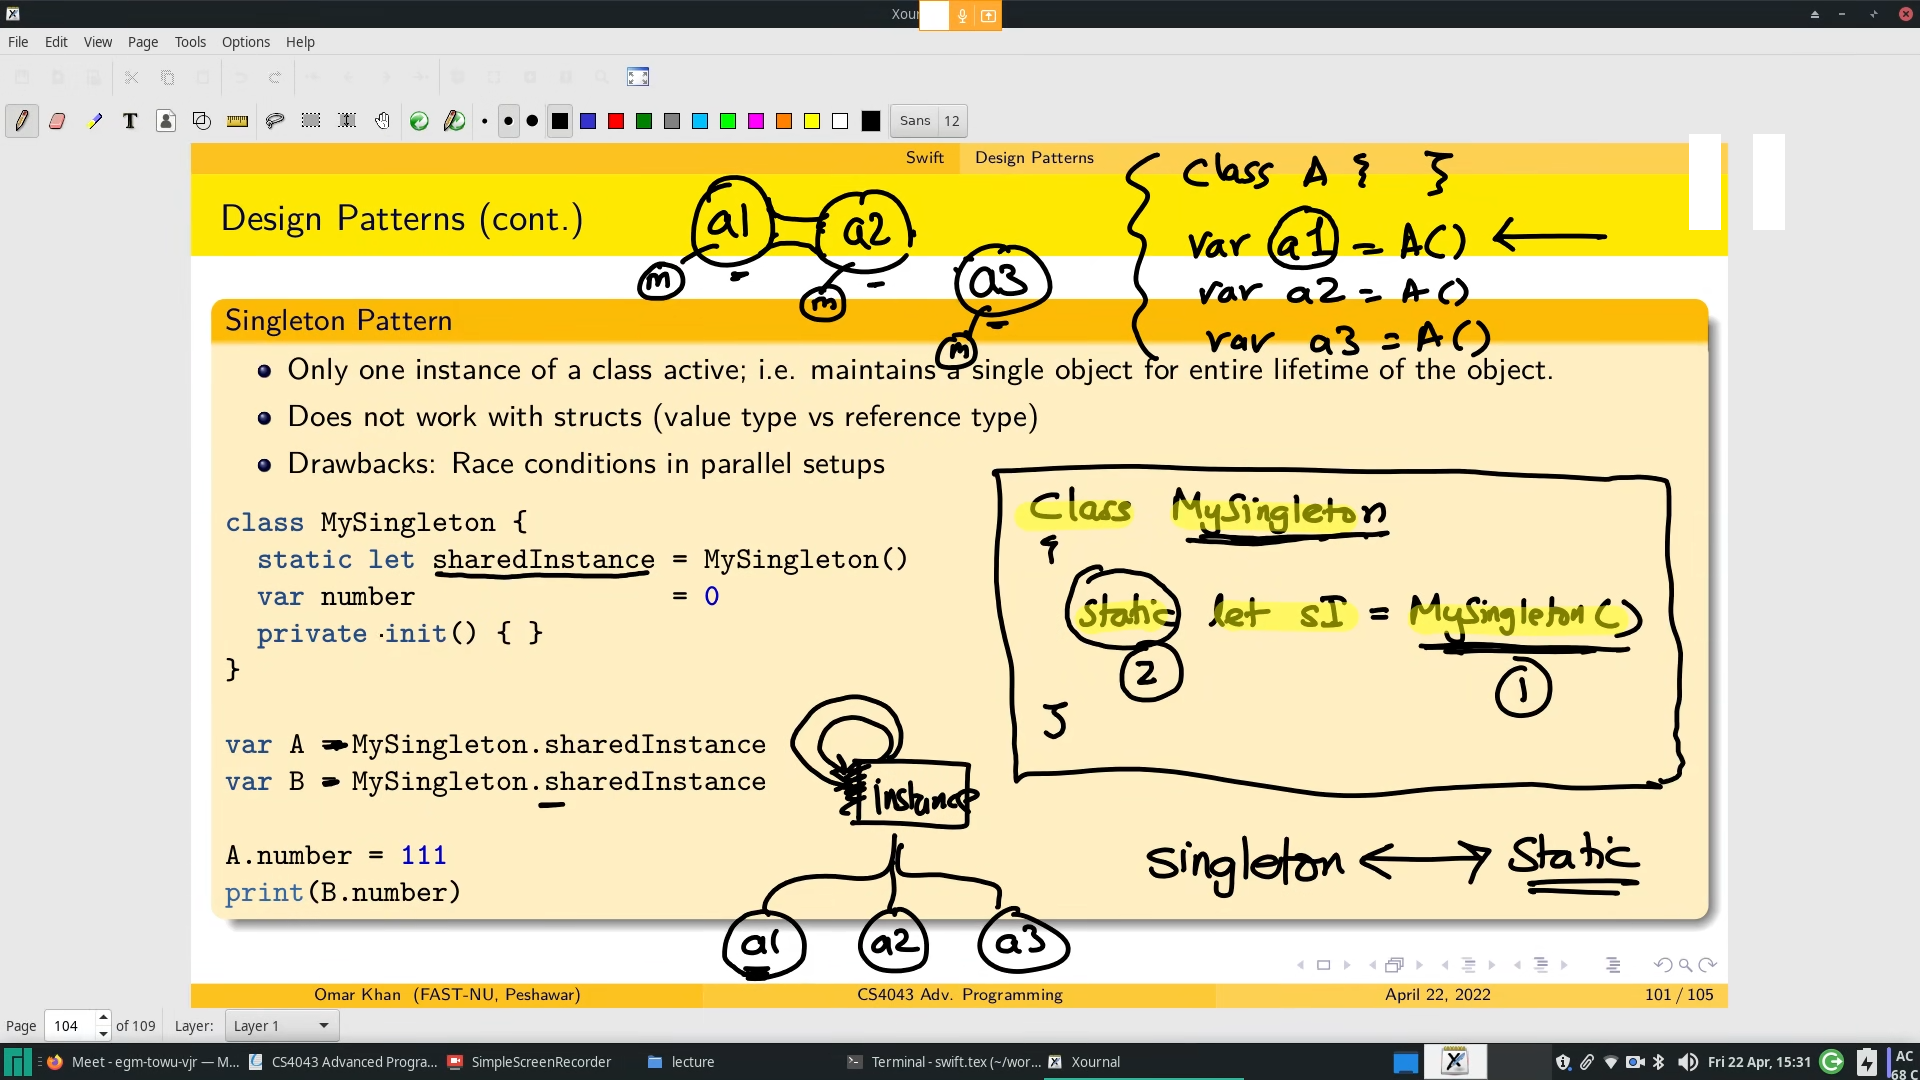 Xour
File Edit View Page Tools Options Help
Sans 12
Swift Design Patterns
Design Patterns (cont.)
a1 a2
m m
a3
m
Class A { }
var a1 = A()
var a2 = A()
var a3 = A()
Singleton Pattern
Only one instance of a class active; i.e. maintains a single object for entire lifetime of the object.
Does not work with structs (value type vs reference type)
Drawbacks: Race conditions in parallel setups
class MySingleton {
static let sharedInstance = MySingleton()
var number = 0
private init() { }
}
var A = MySingleton.sharedInstance
var B = MySingleton.sharedInstance
A.number = 111
print(B.number)
Class MySingleton
{
static let sI = MySingleton()
2 1
}
instance
a1 a2 a3
Singleton Static
Omar Khan (FAST-NU, Peshawar) CS4043 Adv. Programming April 22, 2022 101 / 105
Page 104 of 109 Layer: Layer 1
Meet - egm-towu-vjr — M... CS4043 Advanced Progra... SimpleScreenRecorder lecture Terminal - swift.tex (~/wor... Xournal Fri 22 Apr, 15:31 AC
68 C